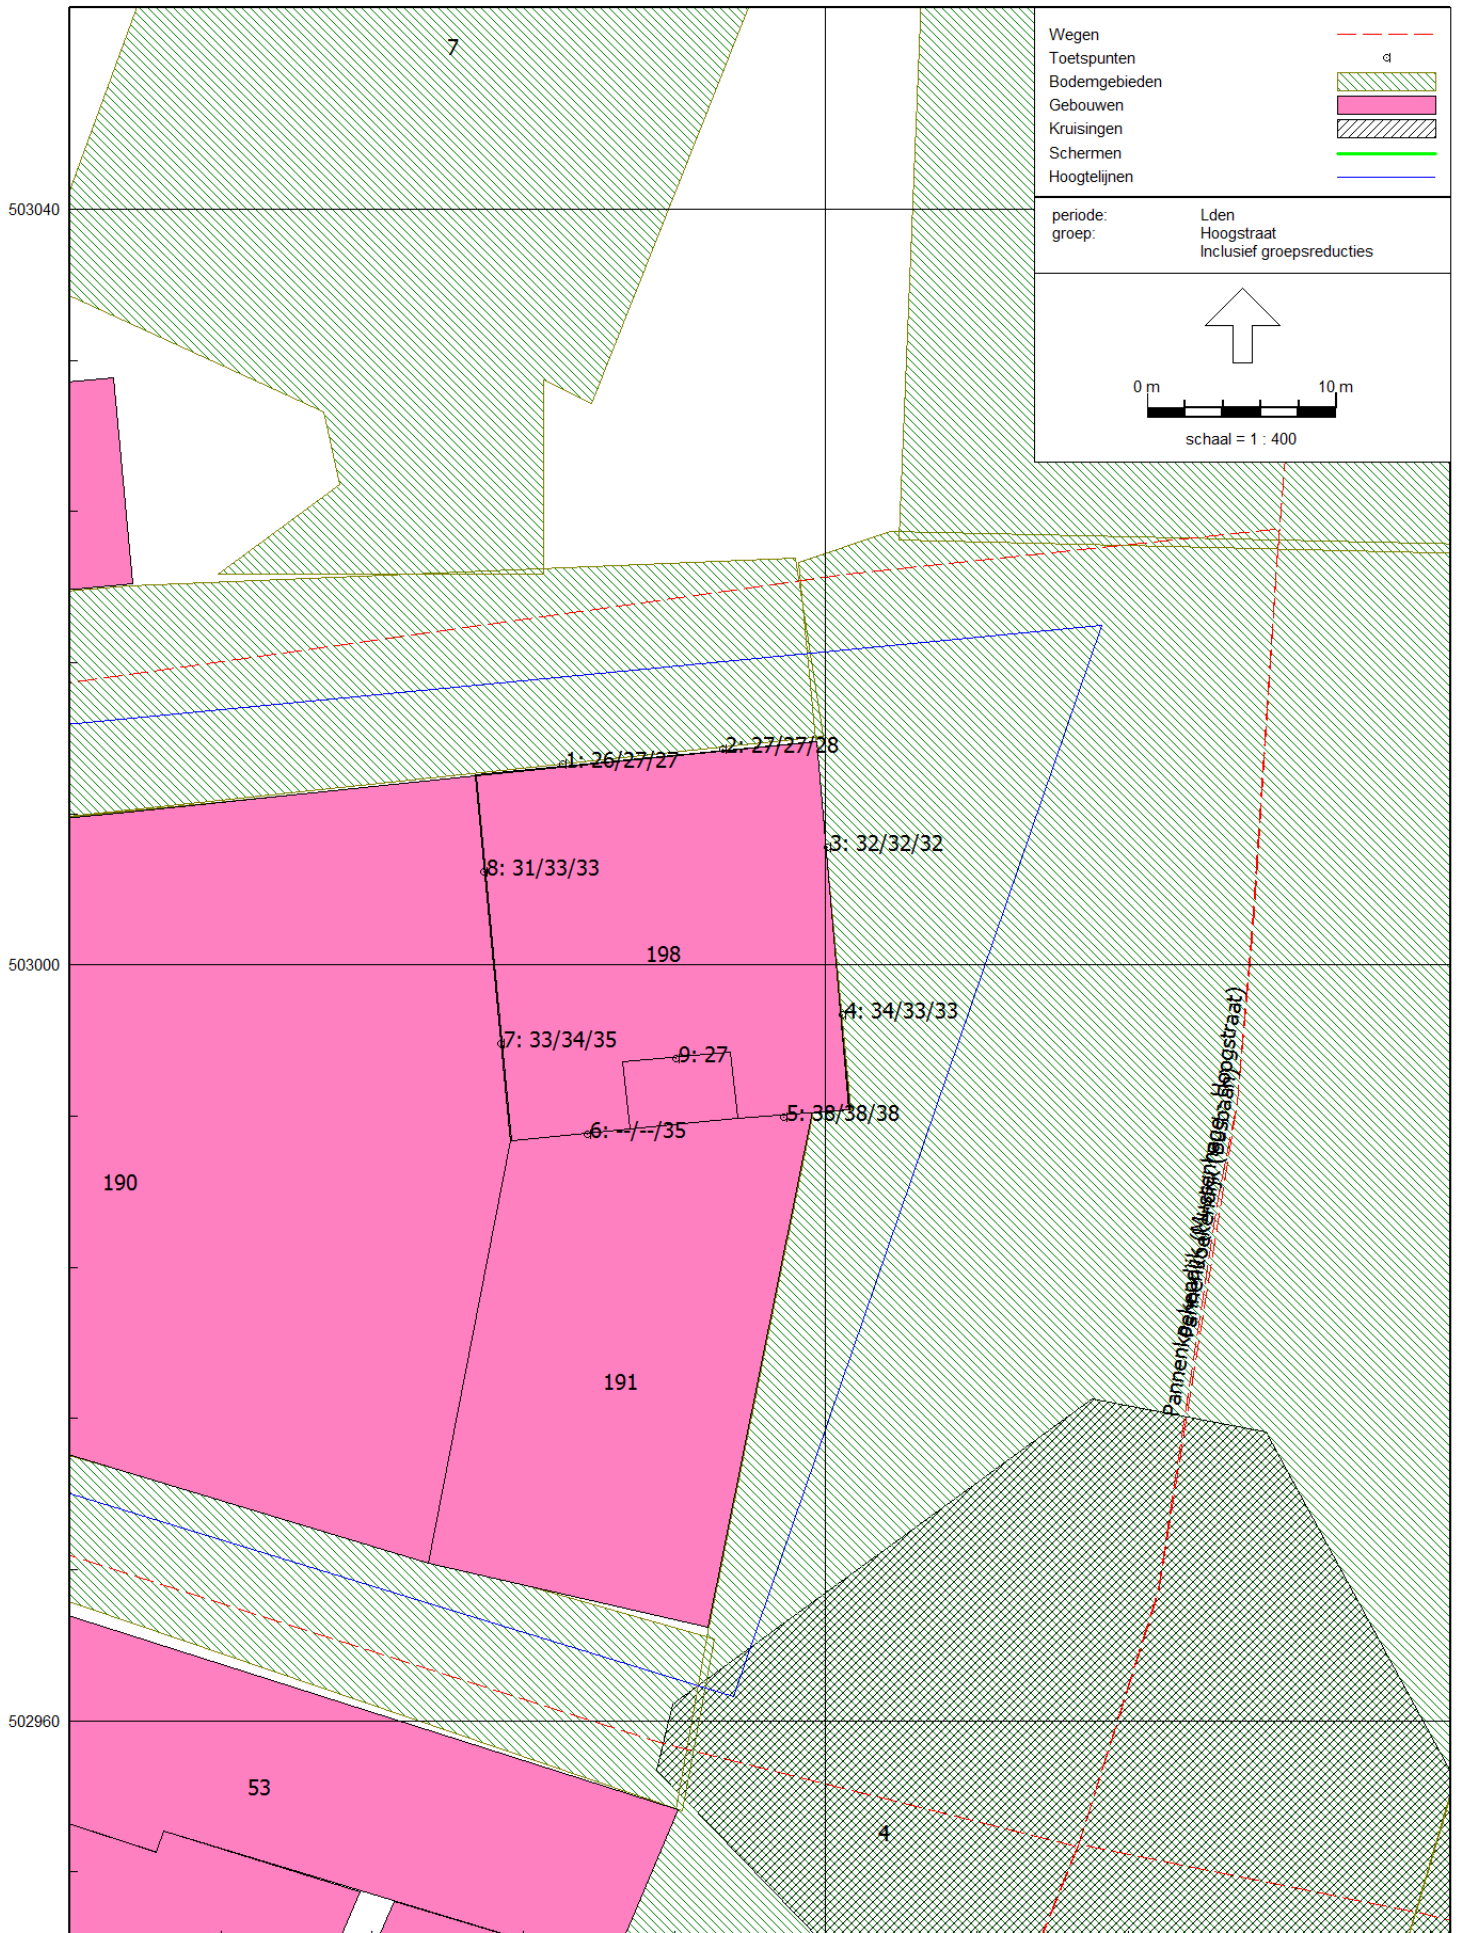 7
Wegen
Toetspunten
Bodemgebieden
Gebouwen
Kruisingen
Schermen
Hoogtelijnen
503040
periode: Lden
groep: Hoogstraat
Inclusief groepsreducties
0 m 10 m
schaal = 1 : 400
2: 27/27/28
1: 26/27/27
3: 32/32/32
8: 31/33/33
198
503000
4: 34/33/33
7: 33/34/35
9: 27
5: 38/38/38
6: --/--/35
190
191
502960
53
4